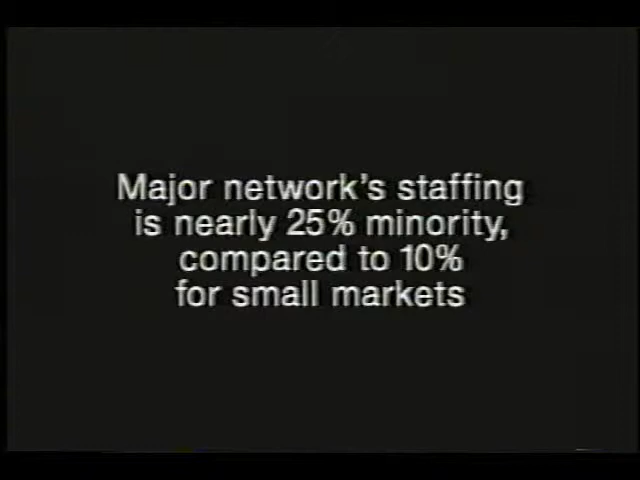 Major network's staffing
is nearly 25% minority,
compared to 10%
for small markets